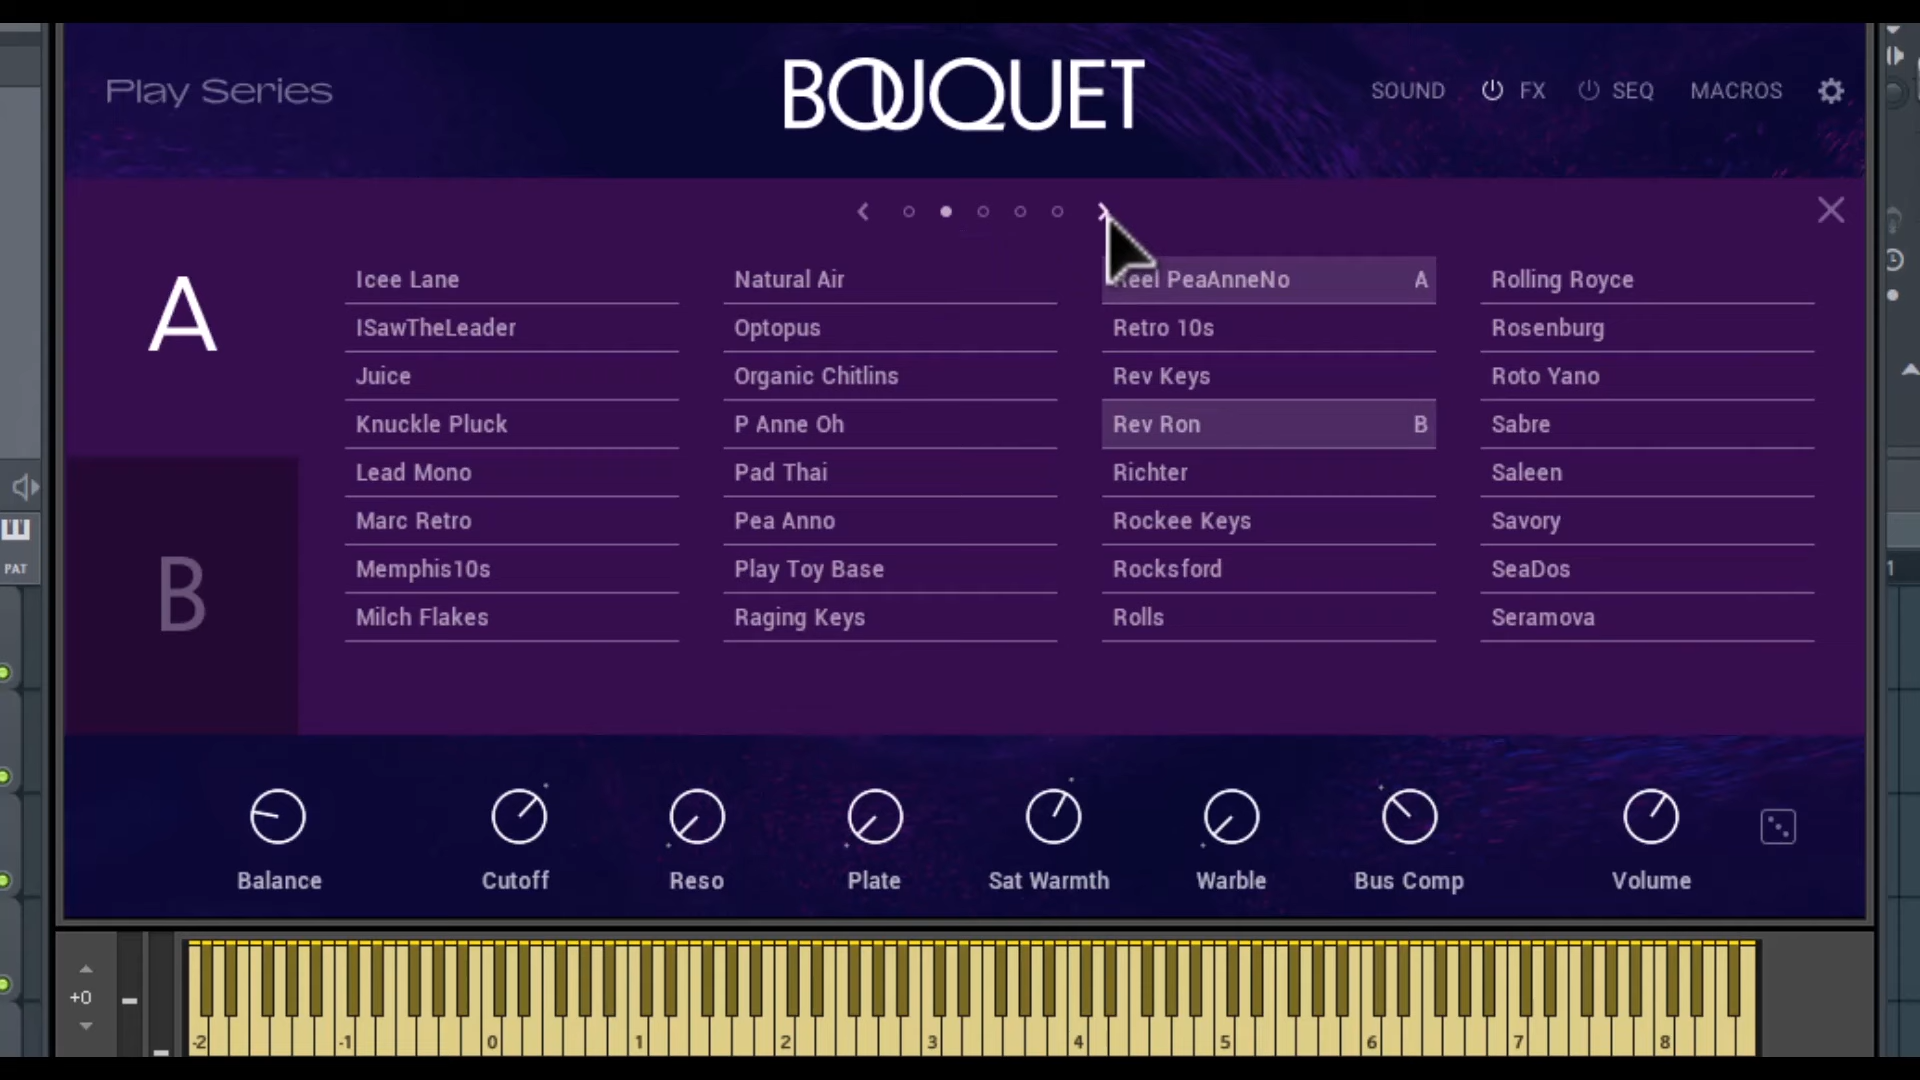 Play Series
BOUQUET
SOUND
FX
SEQ
MACROS
A
B
Icee Lane
ISawTheLeader
Juice
Knuckle Pluck
Lead Mono
Marc Retro
Memphis10s
Milch Flakes
Natural Air
Optopus
Organic Chitlins
P Anne Oh
Pad Thai
Pea Anno
Play Toy Base
Raging Keys
Reel PeaAnneNo A
Retro 10s
Rev Keys
Rev Ron B
Richter
Rockee Keys
Rocksford
Rolls
Rolling Royce
Rosenburg
Roto Yano
Sabre
Saleen
Savory
SeaDos
Seramova
Balance
Cutoff
Reso
Plate
Sat Warmth
Warble
Bus Comp
Volume
PAT
1
+0
-2 -1 0 1 2 3 4 5 6 7 8